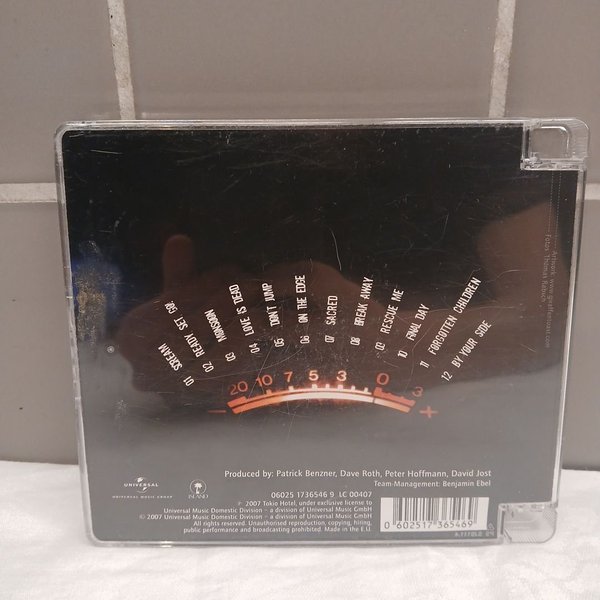 01 SCREAM
02 READY, SET, GO!
03 MONSOON
04 LOVE IS DEAD
05 DON'T JUMP
06 ON THE EDGE
07 SACRED
08 BREAK AWAY
09 RESCUE ME
10 FINAL DAY
11 FORGOTTEN CHILDREN
12 BY YOUR SIDE
20 10 7 5 3 0 3
- +
Produced by: Patrick Benzner, Dave Roth, Peter Hoffmann, David Jost
Team-Management: Benjamin Ebel
UNIVERSAL
UNIVERSAL MUSIC GROUP
ISLAND
06025 1736546 9 LC 00407
℗ 2007 Tokio Hotel, under exclusive license to
Universal Music Domestic Division - a division of Universal Music GmbH
© 2007 Universal Music Domestic Division - a division of Universal Music GmbH
All rights reserved. Unauthorised reproduction, copying, hiring,
public performance and broadcasting prohibited. Made in the E.U.
0 602517 365469